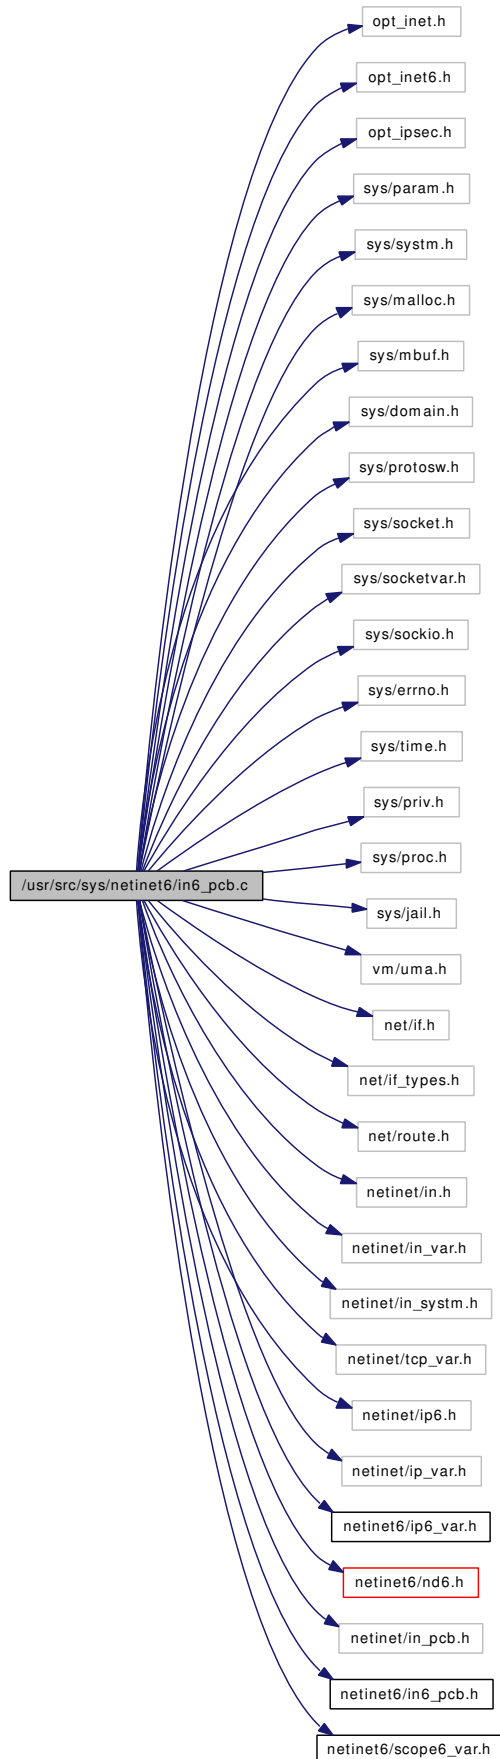 opt_inet.h
opt_inet6.h
opt_ipsec.h
sys/param.h
sys/systm.h
sys/malloc.h
sys/mbuf.h
sys/domain.h
sys/protosw.h
sys/socket.h
sys/socketvar.h
sys/sockio.h
sys/errno.h
sys/time.h
sys/priv.h
sys/proc.h
/usr/src/sys/netinet6/in6_pcb.c
sys/jail.h
vm/uma.h
net/if.h
net/if_types.h
net/route.h
netinet/in.h
netinet/in_var.h
netinet/in_systm.h
netinet/tcp_var.h
netinet/ip6.h
netinet/ip_var.h
netinet6/ip6_var.h
netinet6/nd6.h
netinet/in_pcb.h
netinet6/in6_pcb.h
netinet6/scope6_var.h